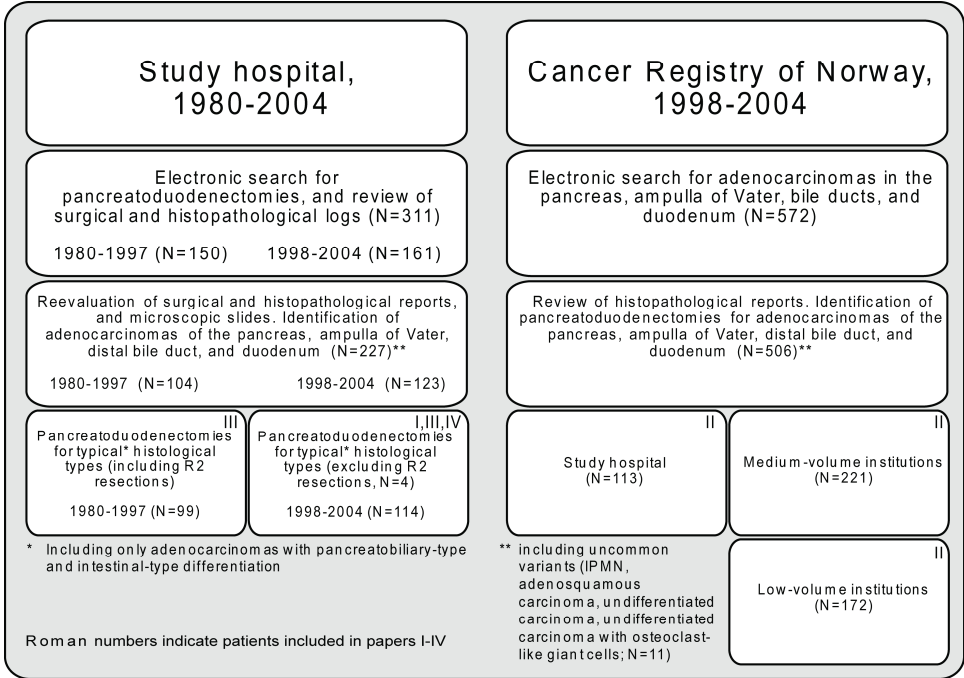 Study hospital,
1980-2004
Electronic search for
pancreatoduodenectomies, and review of
surgical and histopathological logs (N=311)
1980-1997 (N=150) 1998-2004 (N=161)
Reevaluation of surgical and histopathological reports,
and microscopic slides. Identification of
adenocarcinomas of the pancreas, ampulla of Vater,
distal bile duct, and duodenum (N=227)**
1980-1997 (N=104) 1998-2004 (N=123)
III
Pancreatoduodenectomies
for typical* histological
types (including R2
resections)
1980-1997 (N=99)
I,III,IV
Pancreatoduodenectomies
for typical* histological
types (excluding R2
resections, N=4)
1998-2004 (N=114)
* Including only adenocarcinomas with pancreatobiliary-type
and intestinal-type differentiation
Roman numbers indicate patients included in papers I-IV
Cancer Registry of Norway,
1998-2004
Electronic search for adenocarcinomas in the
pancreas, ampulla of Vater, bile ducts, and
duodenum (N=572)
Review of histopathological reports. Identification of
pancreatoduodenectomies for adenocarcinomas of the
pancreas, ampulla of Vater, distal bile duct, and
duodenum (N=506)**
II
Study hospital
(N=113)
II
Medium-volume institutions
(N=221)
II
Low-volume institutions
(N=172)
** including uncommon
variants (IPMN,
adenosquamous
carcinoma, undifferentiated
carcinoma, undifferentiated
carcinoma with osteoclast-
like giant cells; N=11)